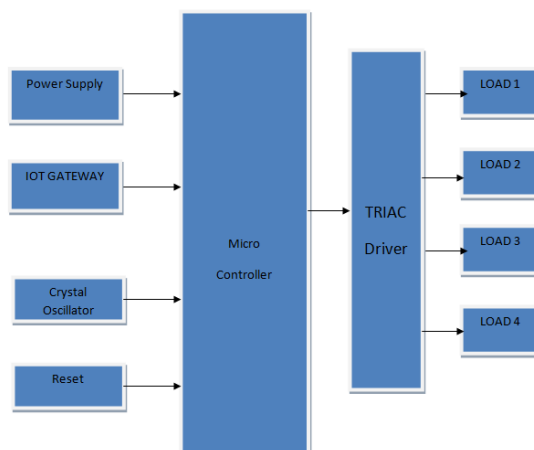 Power Supply
IOT GATEWAY
Crystal
Oscillator
Reset
Micro
Controller
TRIAC
Driver
LOAD 1
LOAD 2
LOAD 3
LOAD 4